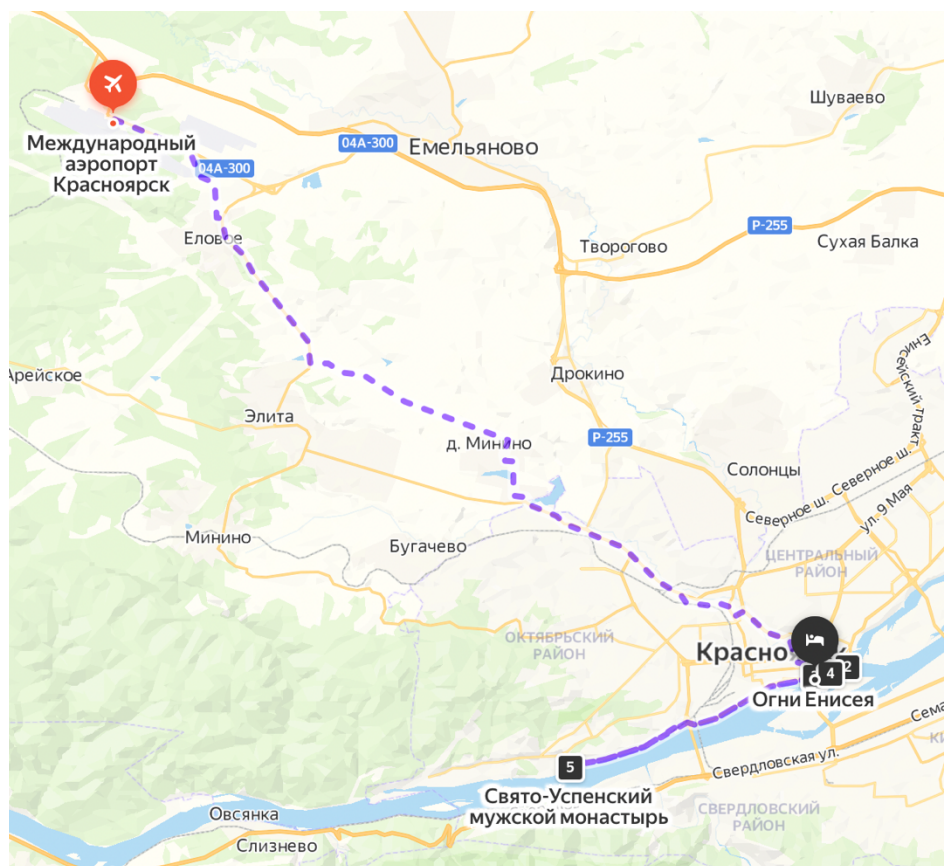 Шуваево
Международный
аэропорт
Красноярск
04А-300
Емельяново
04А-300
Р-255
Еловое
Творогово
Сухая Балка
Енисейский тракт
Арейское
Дрокино
Элита
д. Минино
Р-255
Солонцы
Северное ш.
Северное ш.
ул. 9 Мая
Минино
Бугачево
ЦЕНТРАЛЬНЫЙ
РАЙОН
ОКТЯБРЬСКИЙ
РАЙОН
4
2
Огни Енисея
5
Свердловская ул.
Свято-Успенский
мужской монастырь
Овсянка
СВЕРДЛОВСКИЙ
РАЙОН
Слизнево